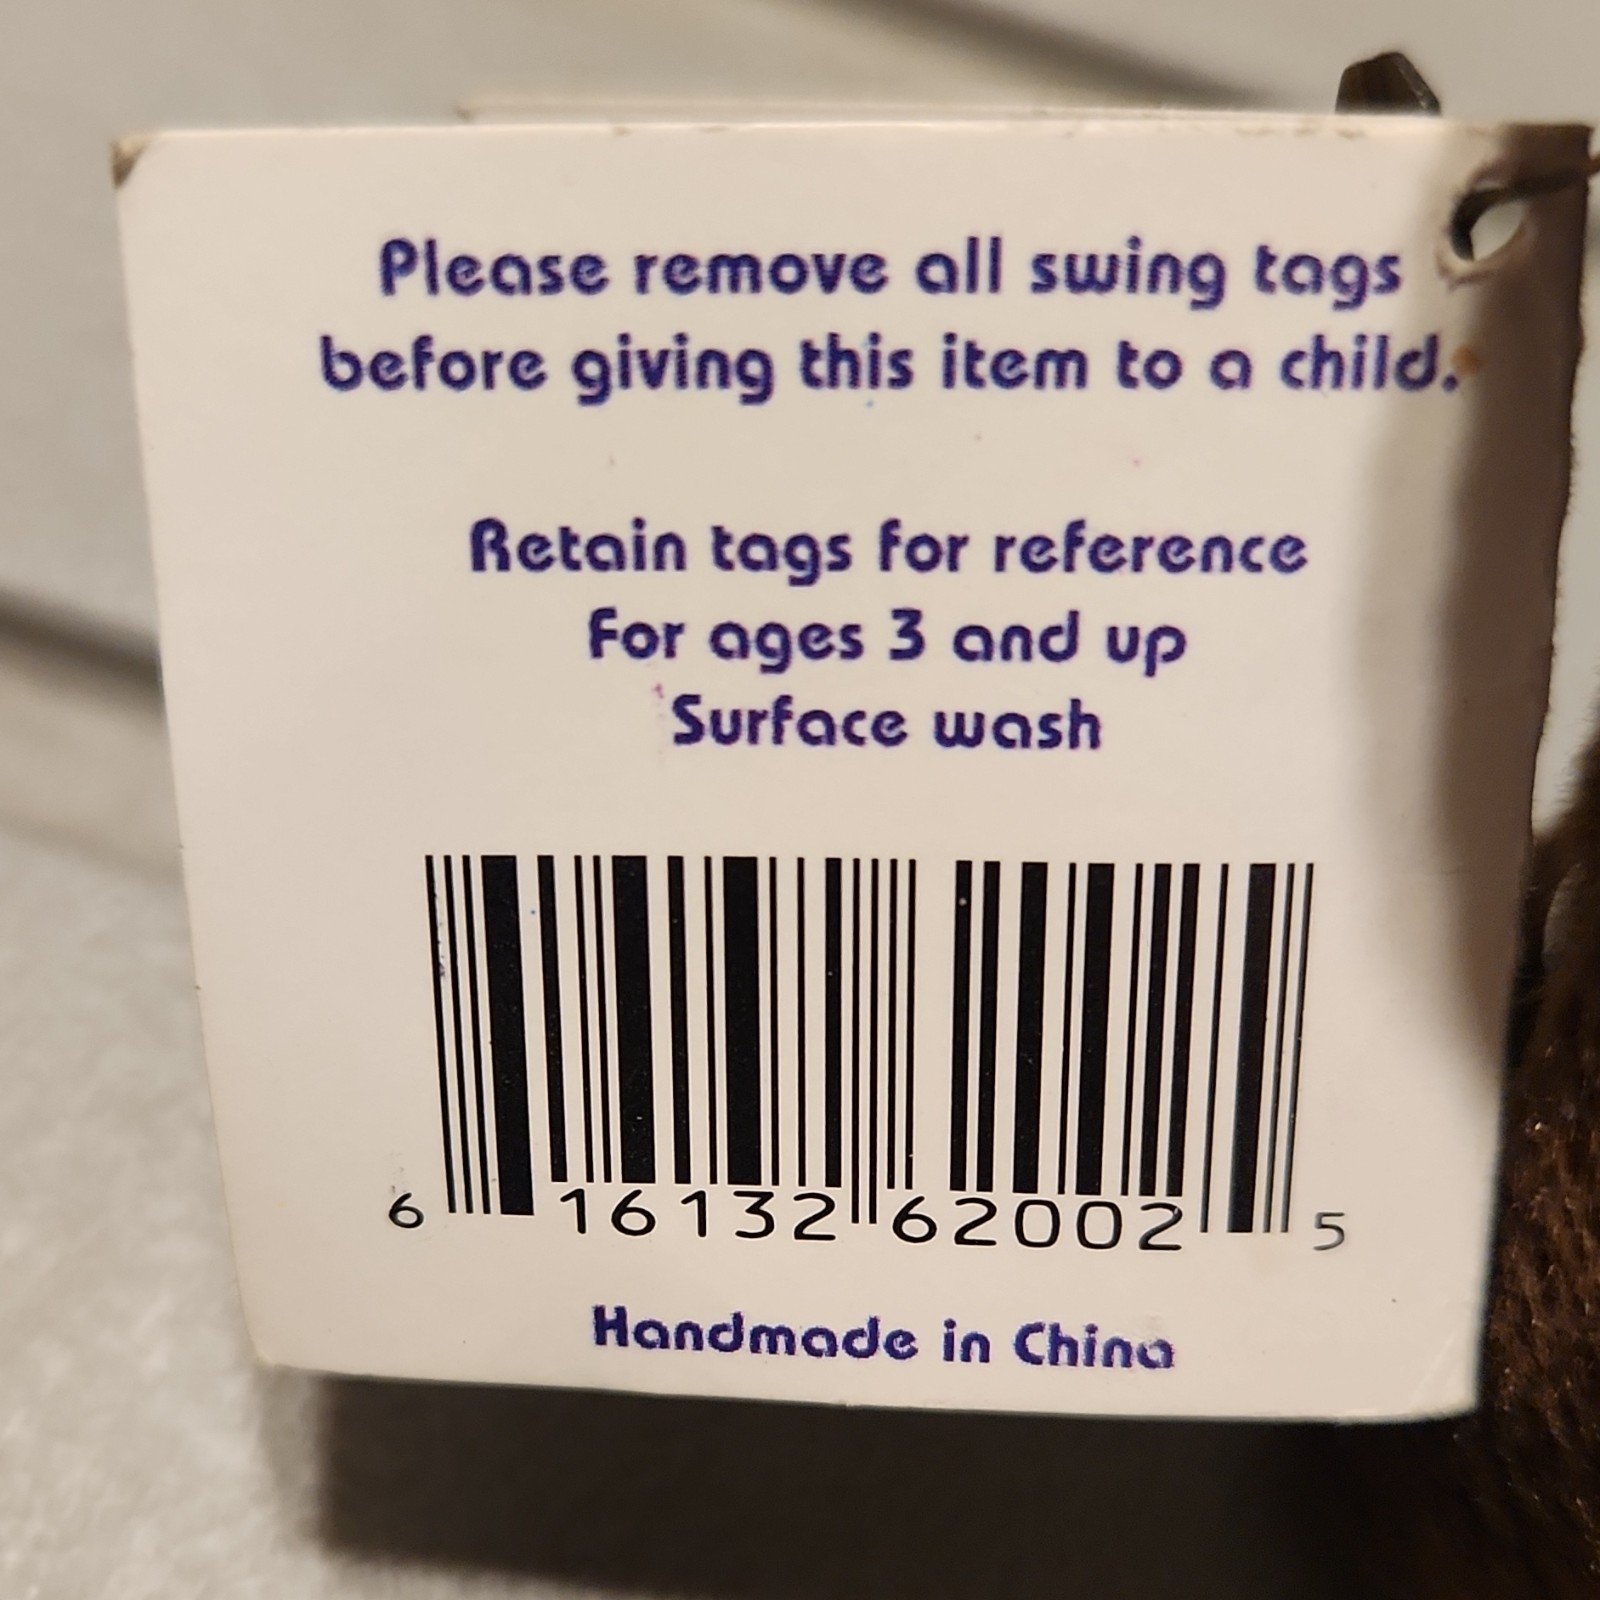 Please remove all swing tags
before giving this item to a child.
Retain tags for reference
For ages 3 and up
Surface wash
6 16132 62002 5
Handmade in China